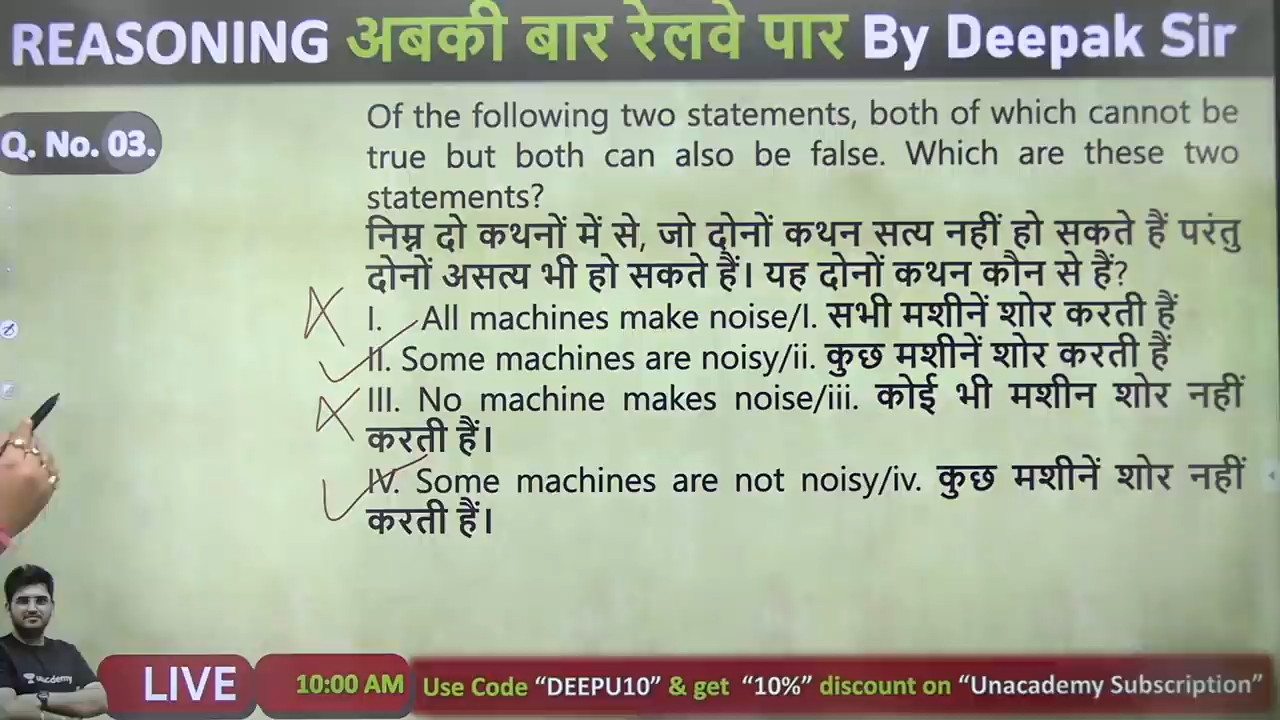 REASONING अबकी बार रेलवे पार By Deepak Sir
Q. No. 03.
Of the following two statements, both of which cannot be
true but both can also be false. Which are these two
statements?
निम्न दो कथनों में से, जो दोनों कथन सत्य नहीं हो सकते हैं परंतु
दोनों असत्य भी हो सकते हैं। यह दोनों कथन कौन से हैं?
I. All machines make noise/I. सभी मशीनें शोर करती हैं
II. Some machines are noisy/ii. कुछ मशीनें शोर करती हैं
III. No machine makes noise/iii. कोई भी मशीन शोर नहीं
करती हैं।
IV. Some machines are not noisy/iv. कुछ मशीनें शोर नहीं
करती हैं।
unacademy
LIVE
10:00 AM
Use Code “DEEPU10” & get “10%” discount on “Unacademy Subscription”